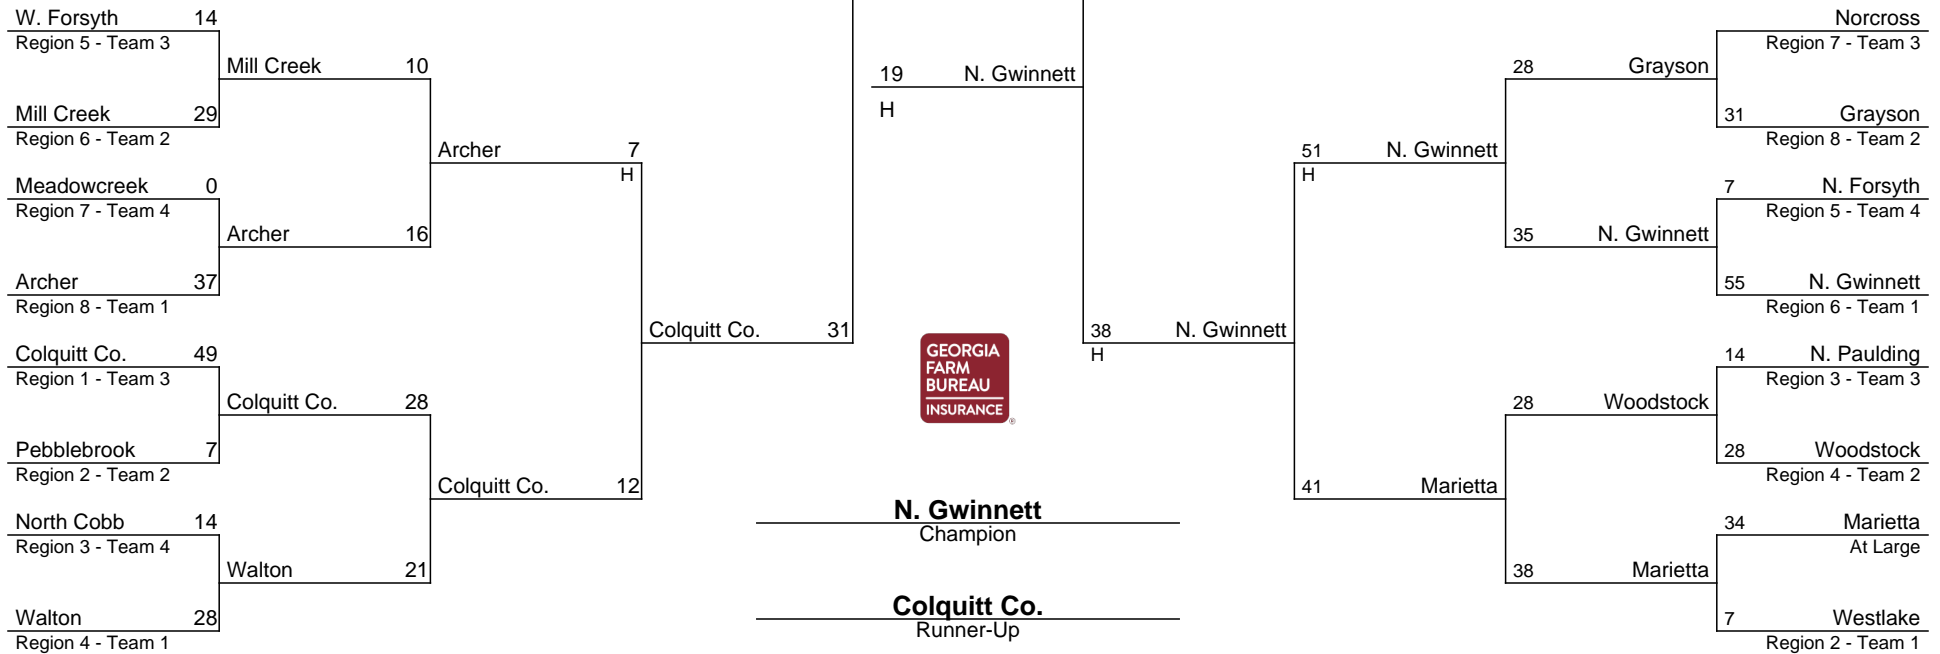 W. Forsyth 14
Region 5 - Team 3
Mill Creek 10
Mill Creek 29
Region 6 - Team 2
Archer 7
H
Meadowcreek 0
Region 7 - Team 4
Archer 16
Archer 37
Region 8 - Team 1
Colquitt Co. 31
Colquitt Co. 49
Region 1 - Team 3
Colquitt Co. 28
Pebblebrook 7
Region 2 - Team 2
Colquitt Co. 12
North Cobb 14
Region 3 - Team 4
Walton 21
Walton 28
Region 4 - Team 1
19 N. Gwinnett
H
GEORGIA
FARM
BUREAU
INSURANCE
®
N. Gwinnett
Champion
Colquitt Co.
Runner-Up
Norcross
Region 7 - Team 3
28 Grayson
31 Grayson
Region 8 - Team 2
51 N. Gwinnett
H
7 N. Forsyth
Region 5 - Team 4
35 N. Gwinnett
55 N. Gwinnett
Region 6 - Team 1
38 N. Gwinnett
H
14 N. Paulding
Region 3 - Team 3
28 Woodstock
28 Woodstock
Region 4 - Team 2
41 Marietta
34 Marietta
At Large
38 Marietta
7 Westlake
Region 2 - Team 1